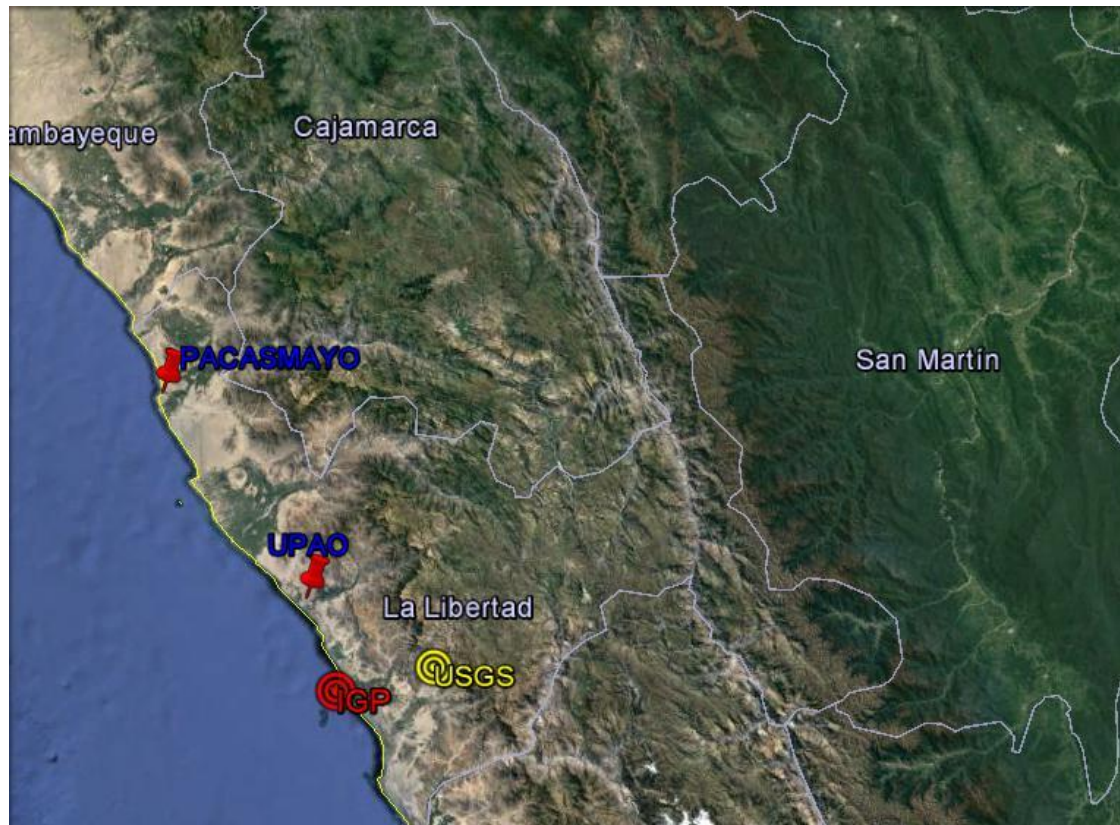 ambayeque
Cajamarca
PACASMAYO
San Martín
UPAO
La Libertad
USGS
IGP